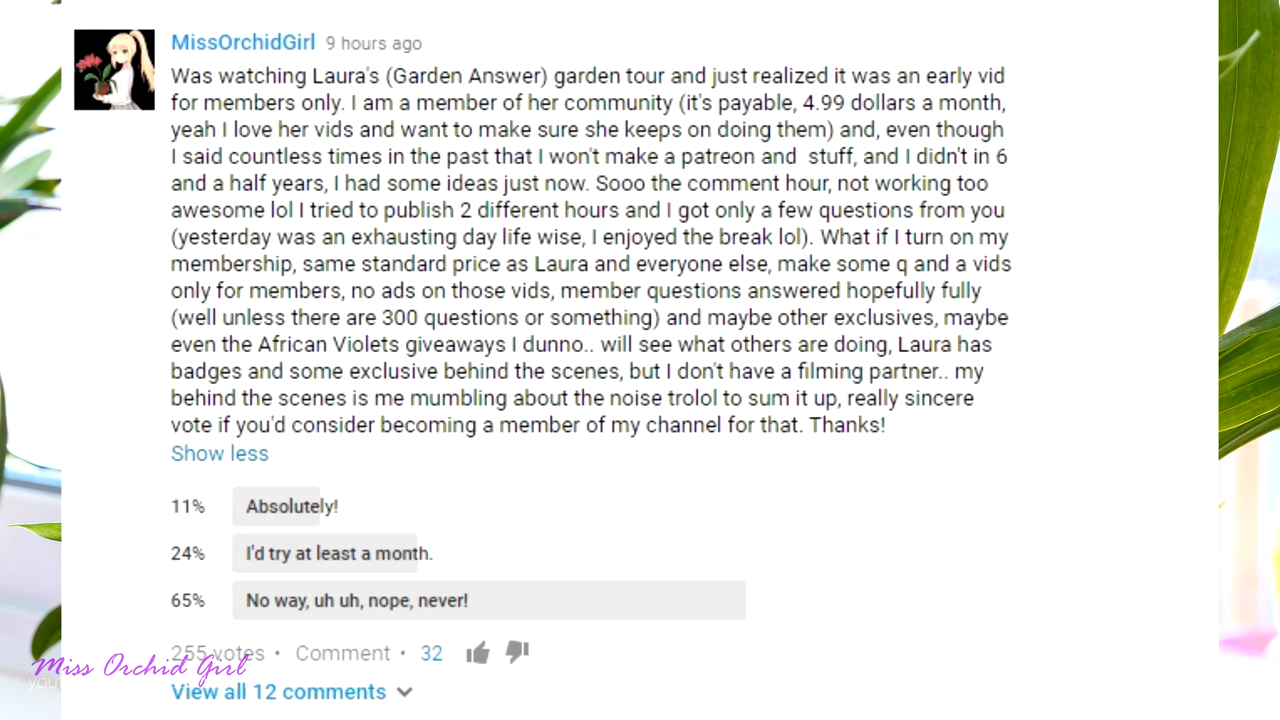 MissOrchidGirl 9 hours ago
Was watching Laura's (Garden Answer) garden tour and just realized it was an early vid
for members only. I am a member of her community (it's payable, 4.99 dollars a month,
yeah I love her vids and want to make sure she keeps on doing them) and, even though
I said countless times in the past that I won't make a patreon and  stuff, and I didn't in 6
and a half years, I had some ideas just now. Sooo the comment hour, not working too
awesome lol I tried to publish 2 different hours and I got only a few questions from you
(yesterday was an exhausting day life wise, I enjoyed the break lol). What if I turn on my
membership, same standard price as Laura and everyone else, make some q and a vids
only for members, no ads on those vids, member questions answered hopefully fully
(well unless there are 300 questions or something) and maybe other exclusives, maybe
even the African Violets giveaways I dunno.. will see what others are doing, Laura has
badges and some exclusive behind the scenes, but I don't have a filming partner.. my
behind the scenes is me mumbling about the noise trolol to sum it up, really sincere
vote if you'd consider becoming a member of my channel for that. Thanks!
Show less
11% Absolutely!
24% I'd try at least a month.
65% No way, uh uh, nope, never!
255 votes • Comment • 32
Miss Orchid Girl
View all 12 comments